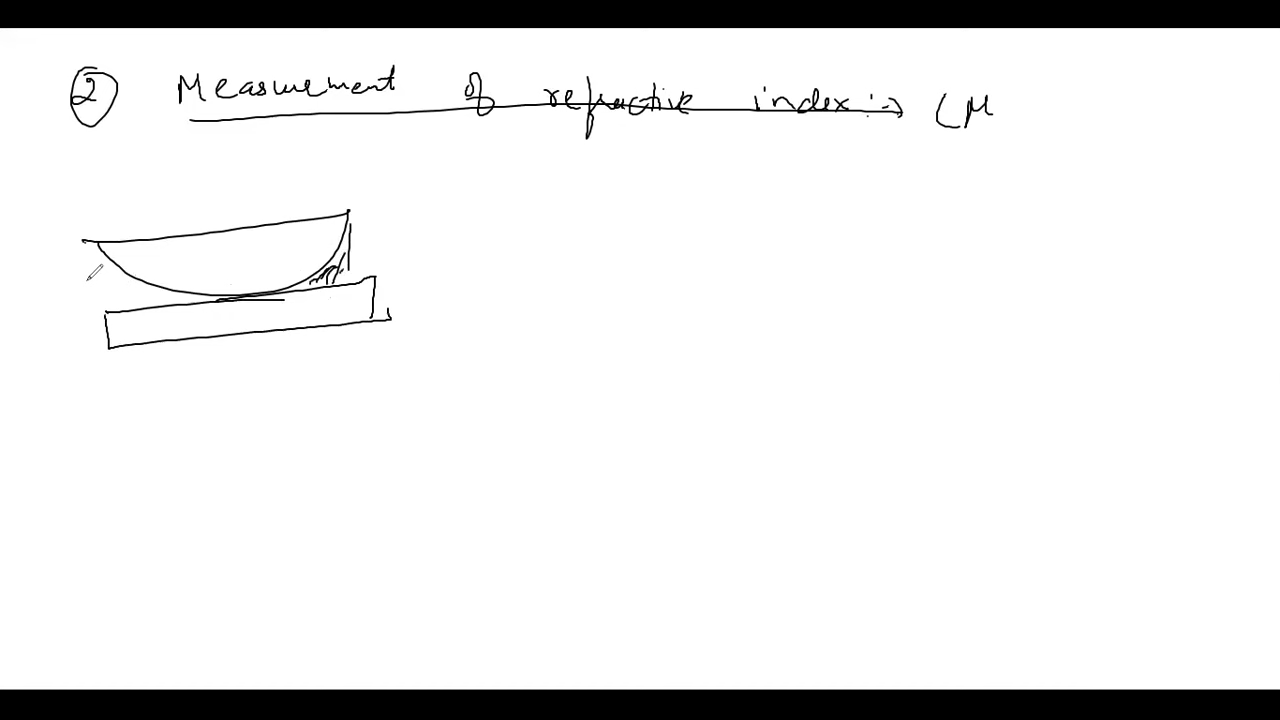 ② Measurement of refractive index :→ (M